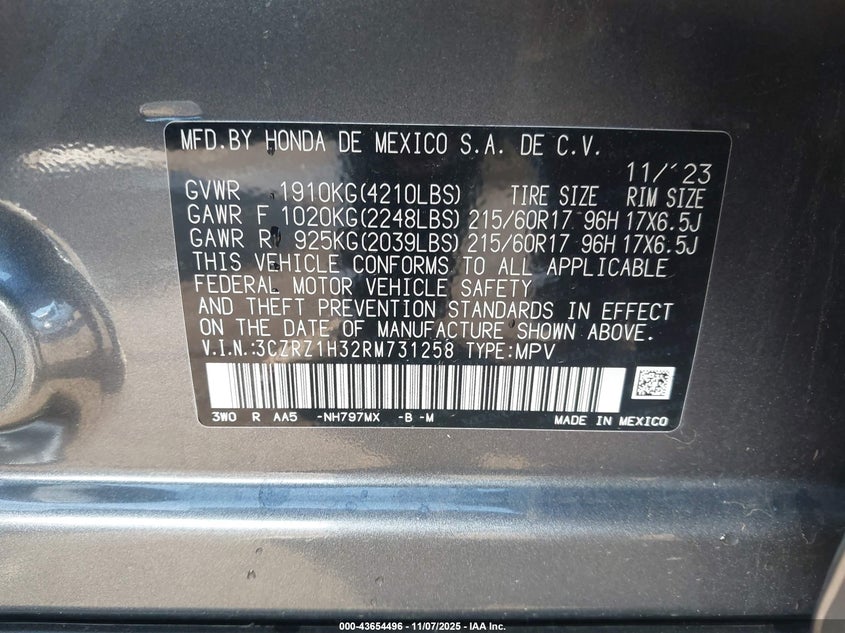 MFD.BY HONDA DE MEXICO S.A. DE C.V.
11/'23
GVWR 1910KG(4210LBS) TIRE SIZE RIM SIZE
GAWR F 1020KG(2248LBS) 215/60R17 96H 17X6.5J
GAWR R 925KG(2039LBS) 215/60R17 96H 17X6.5J
THIS VEHICLE CONFORMS TO ALL APPLICABLE
FEDERAL MOTOR VEHICLE SAFETY
AND THEFT PREVENTION STANDARDS IN EFFECT
ON THE DATE OF MANUFACTURE SHOWN ABOVE.
V.I.N.:3CZRZ1H32RM731258 TYPE:MPV
3W0 R AA5 -NH797MX -B -M MADE IN MEXICO
000-43654496 - 11/07/2025 - IAA Inc.